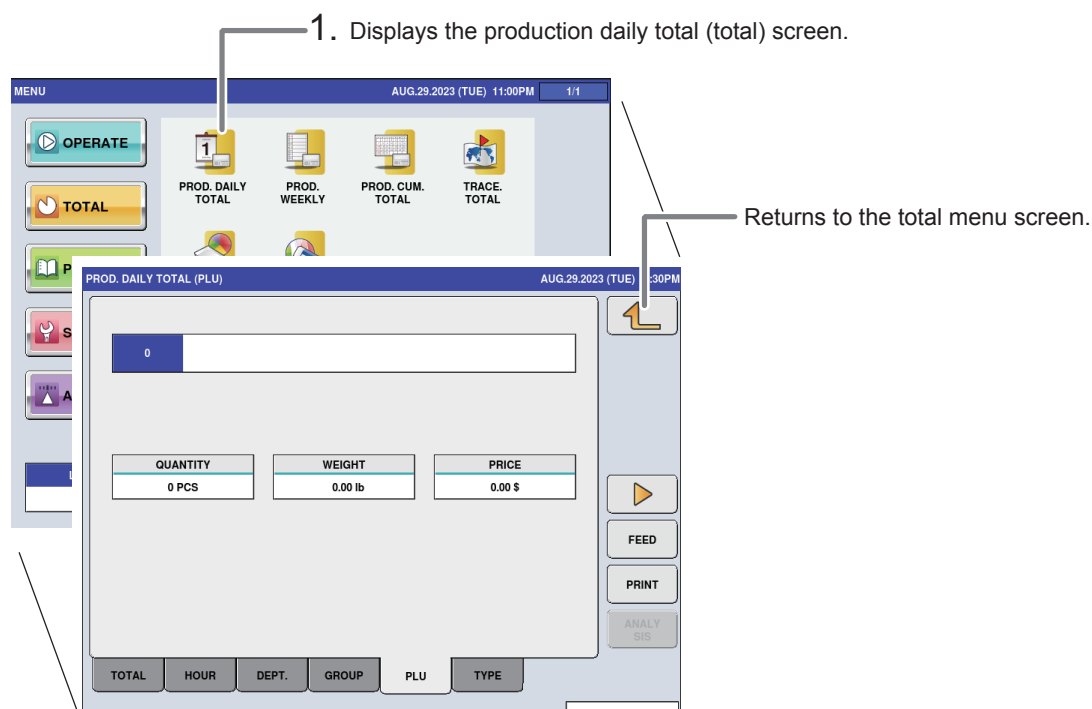 1. Displays the production daily total (total) screen.
MENU
AUG.29.2023 (TUE) 11:00PM
1/1
OPERATE
TOTAL
1
PROD. DAILY
TOTAL
PROD.
WEEKLY
PROD. CUM.
TOTAL
TRACE.
TOTAL
Returns to the total menu screen.
PROD. DAILY TOTAL (PLU)
AUG.29.2023 (TUE)
:30PM
0
QUANTITY
0 PCS
WEIGHT
0.00 lb
PRICE
0.00 $
FEED
PRINT
ANALY
SIS
TOTAL
HOUR
DEPT.
GROUP
PLU
TYPE